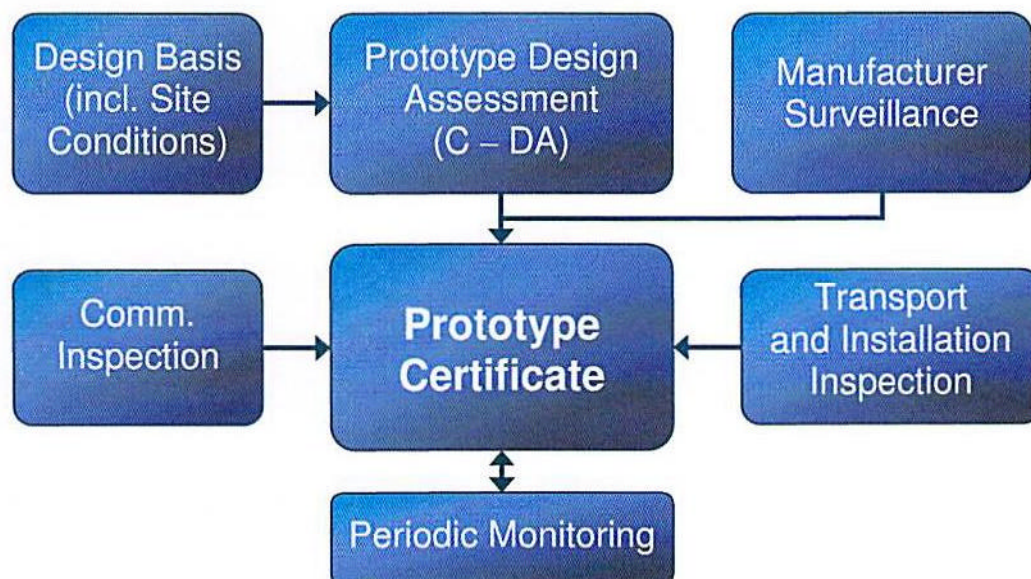 Design Basis
(incl. Site
Conditions)
Prototype Design
Assessment
(C – DA)
Manufacturer
Surveillance
Comm.
Inspection
Prototype
Certificate
Transport
and Installation
Inspection
Periodic Monitoring